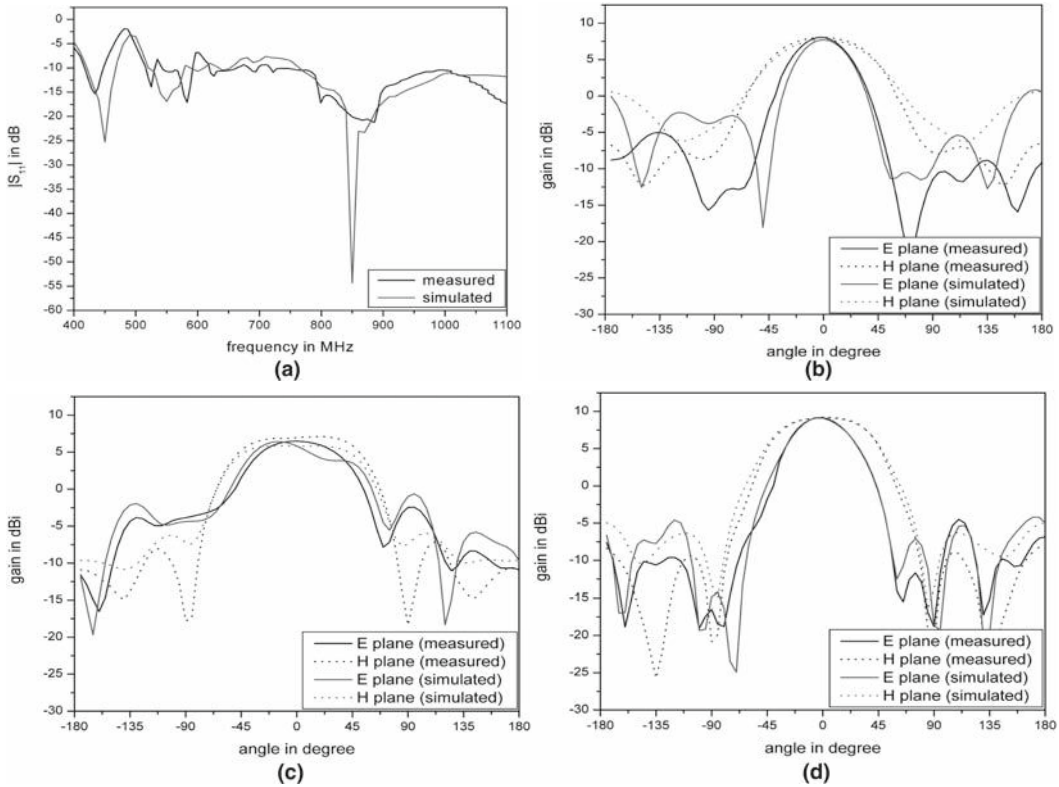 0
-5
-10
-15
-20
-25
-30
-35
-40
-45
-50
-55
-60
|S₁₁| in dB
measured
simulated
400 500 600 700 800 900 1000 1100
frequency in MHz
(a)
10
5
0
-5
-10
-15
-20
-25
-30
gain in dBi
E plane (measured)
H plane (measured)
E plane (simulated)
H plane (simulated)
-180 -135 -90 -45 0 45 90 135 180
angle in degree
(b)
10
5
0
-5
-10
-15
-20
-25
-30
gain in dBi
E plane (measured)
H plane (measured)
E plane (simulated)
H plane (simulated)
-180 -135 -90 -45 0 45 90 135 180
angle in degree
(c)
10
5
0
-5
-10
-15
-20
-25
-30
gain in dBi
E plane (measured)
H plane (measured)
E plane (simulated)
H plane (simulated)
-180 -135 -90 -45 0 45 90 135 180
angle in degree
(d)